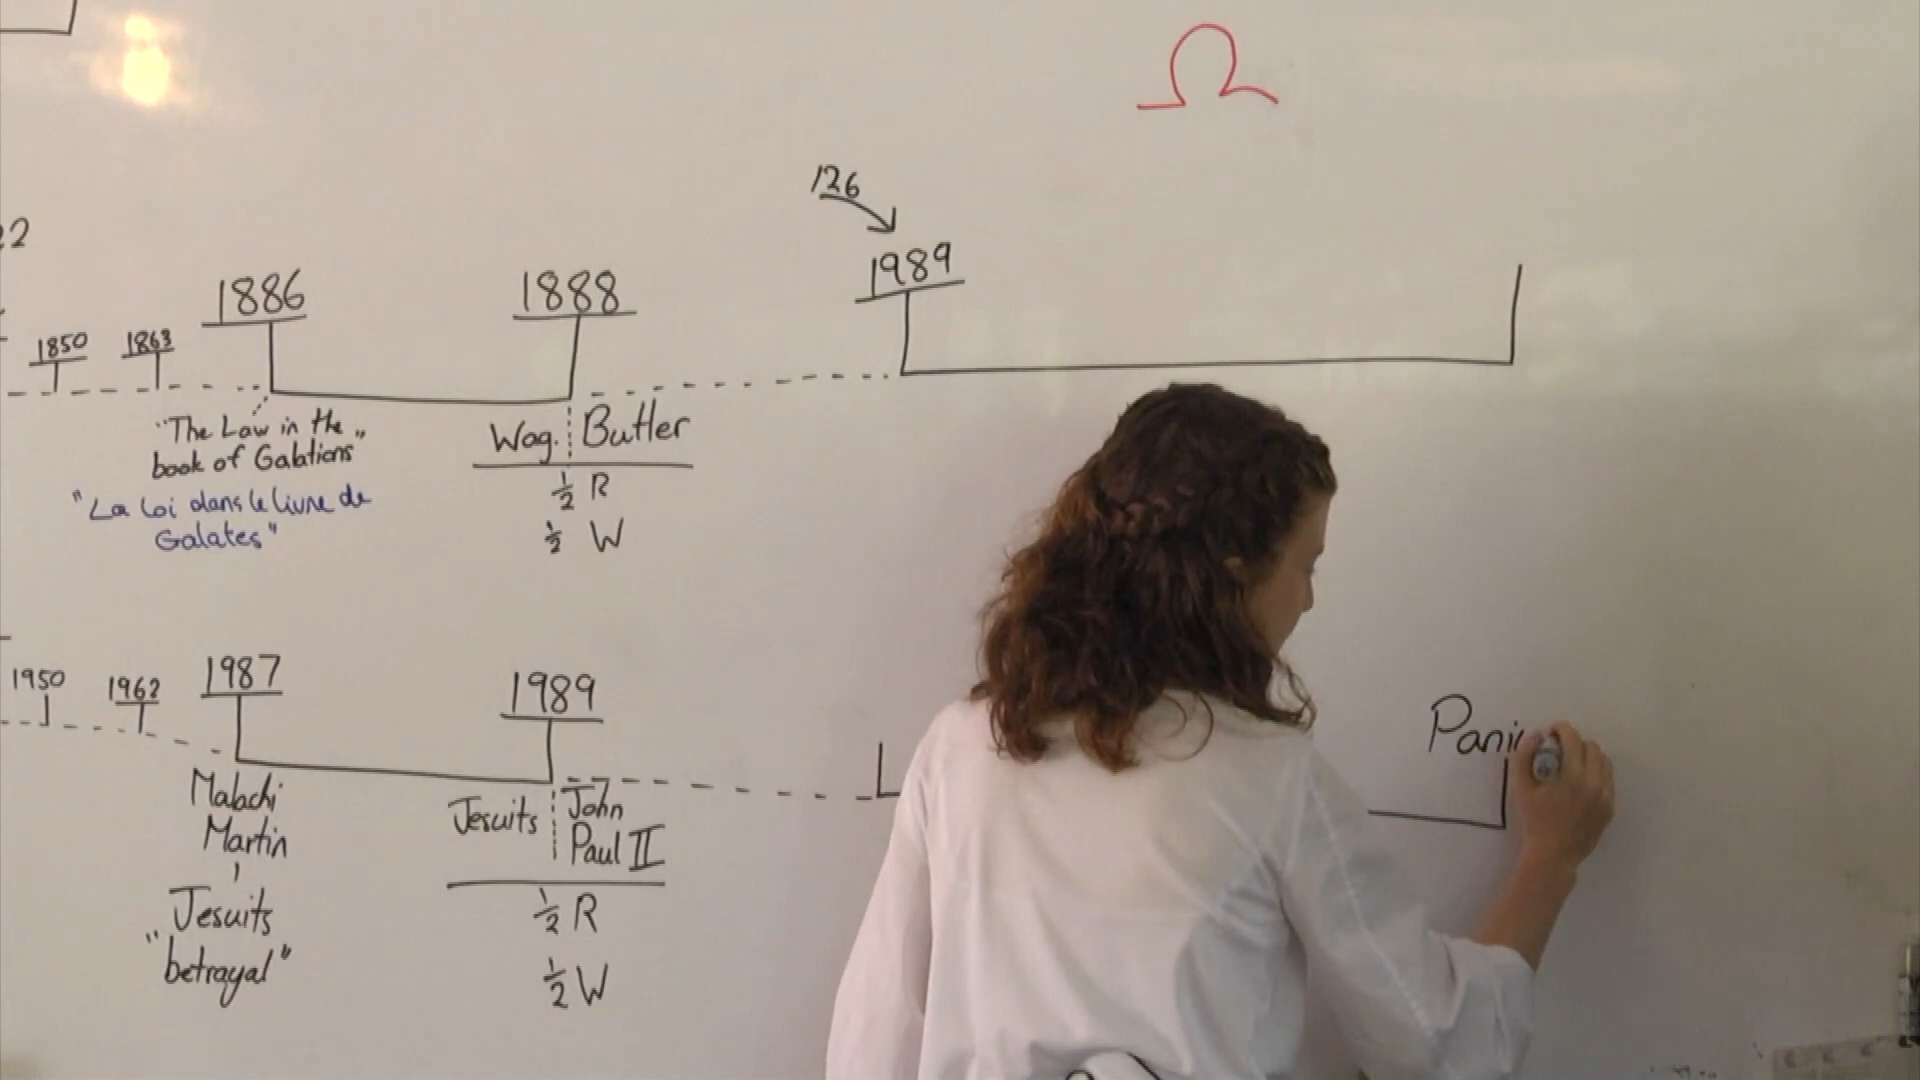 Ω
126
22
1886
1888
1989
1850
1863
"The Law in the
book of Galatians"
"La loi dans le livre de
Galates"
Wag. Butler
½ R
½ W
1950
1962
1987
1989
Malachi
Martin
Jesuits
"betrayal"
Jesuits John
Paul II
½ R
½ W
Pani